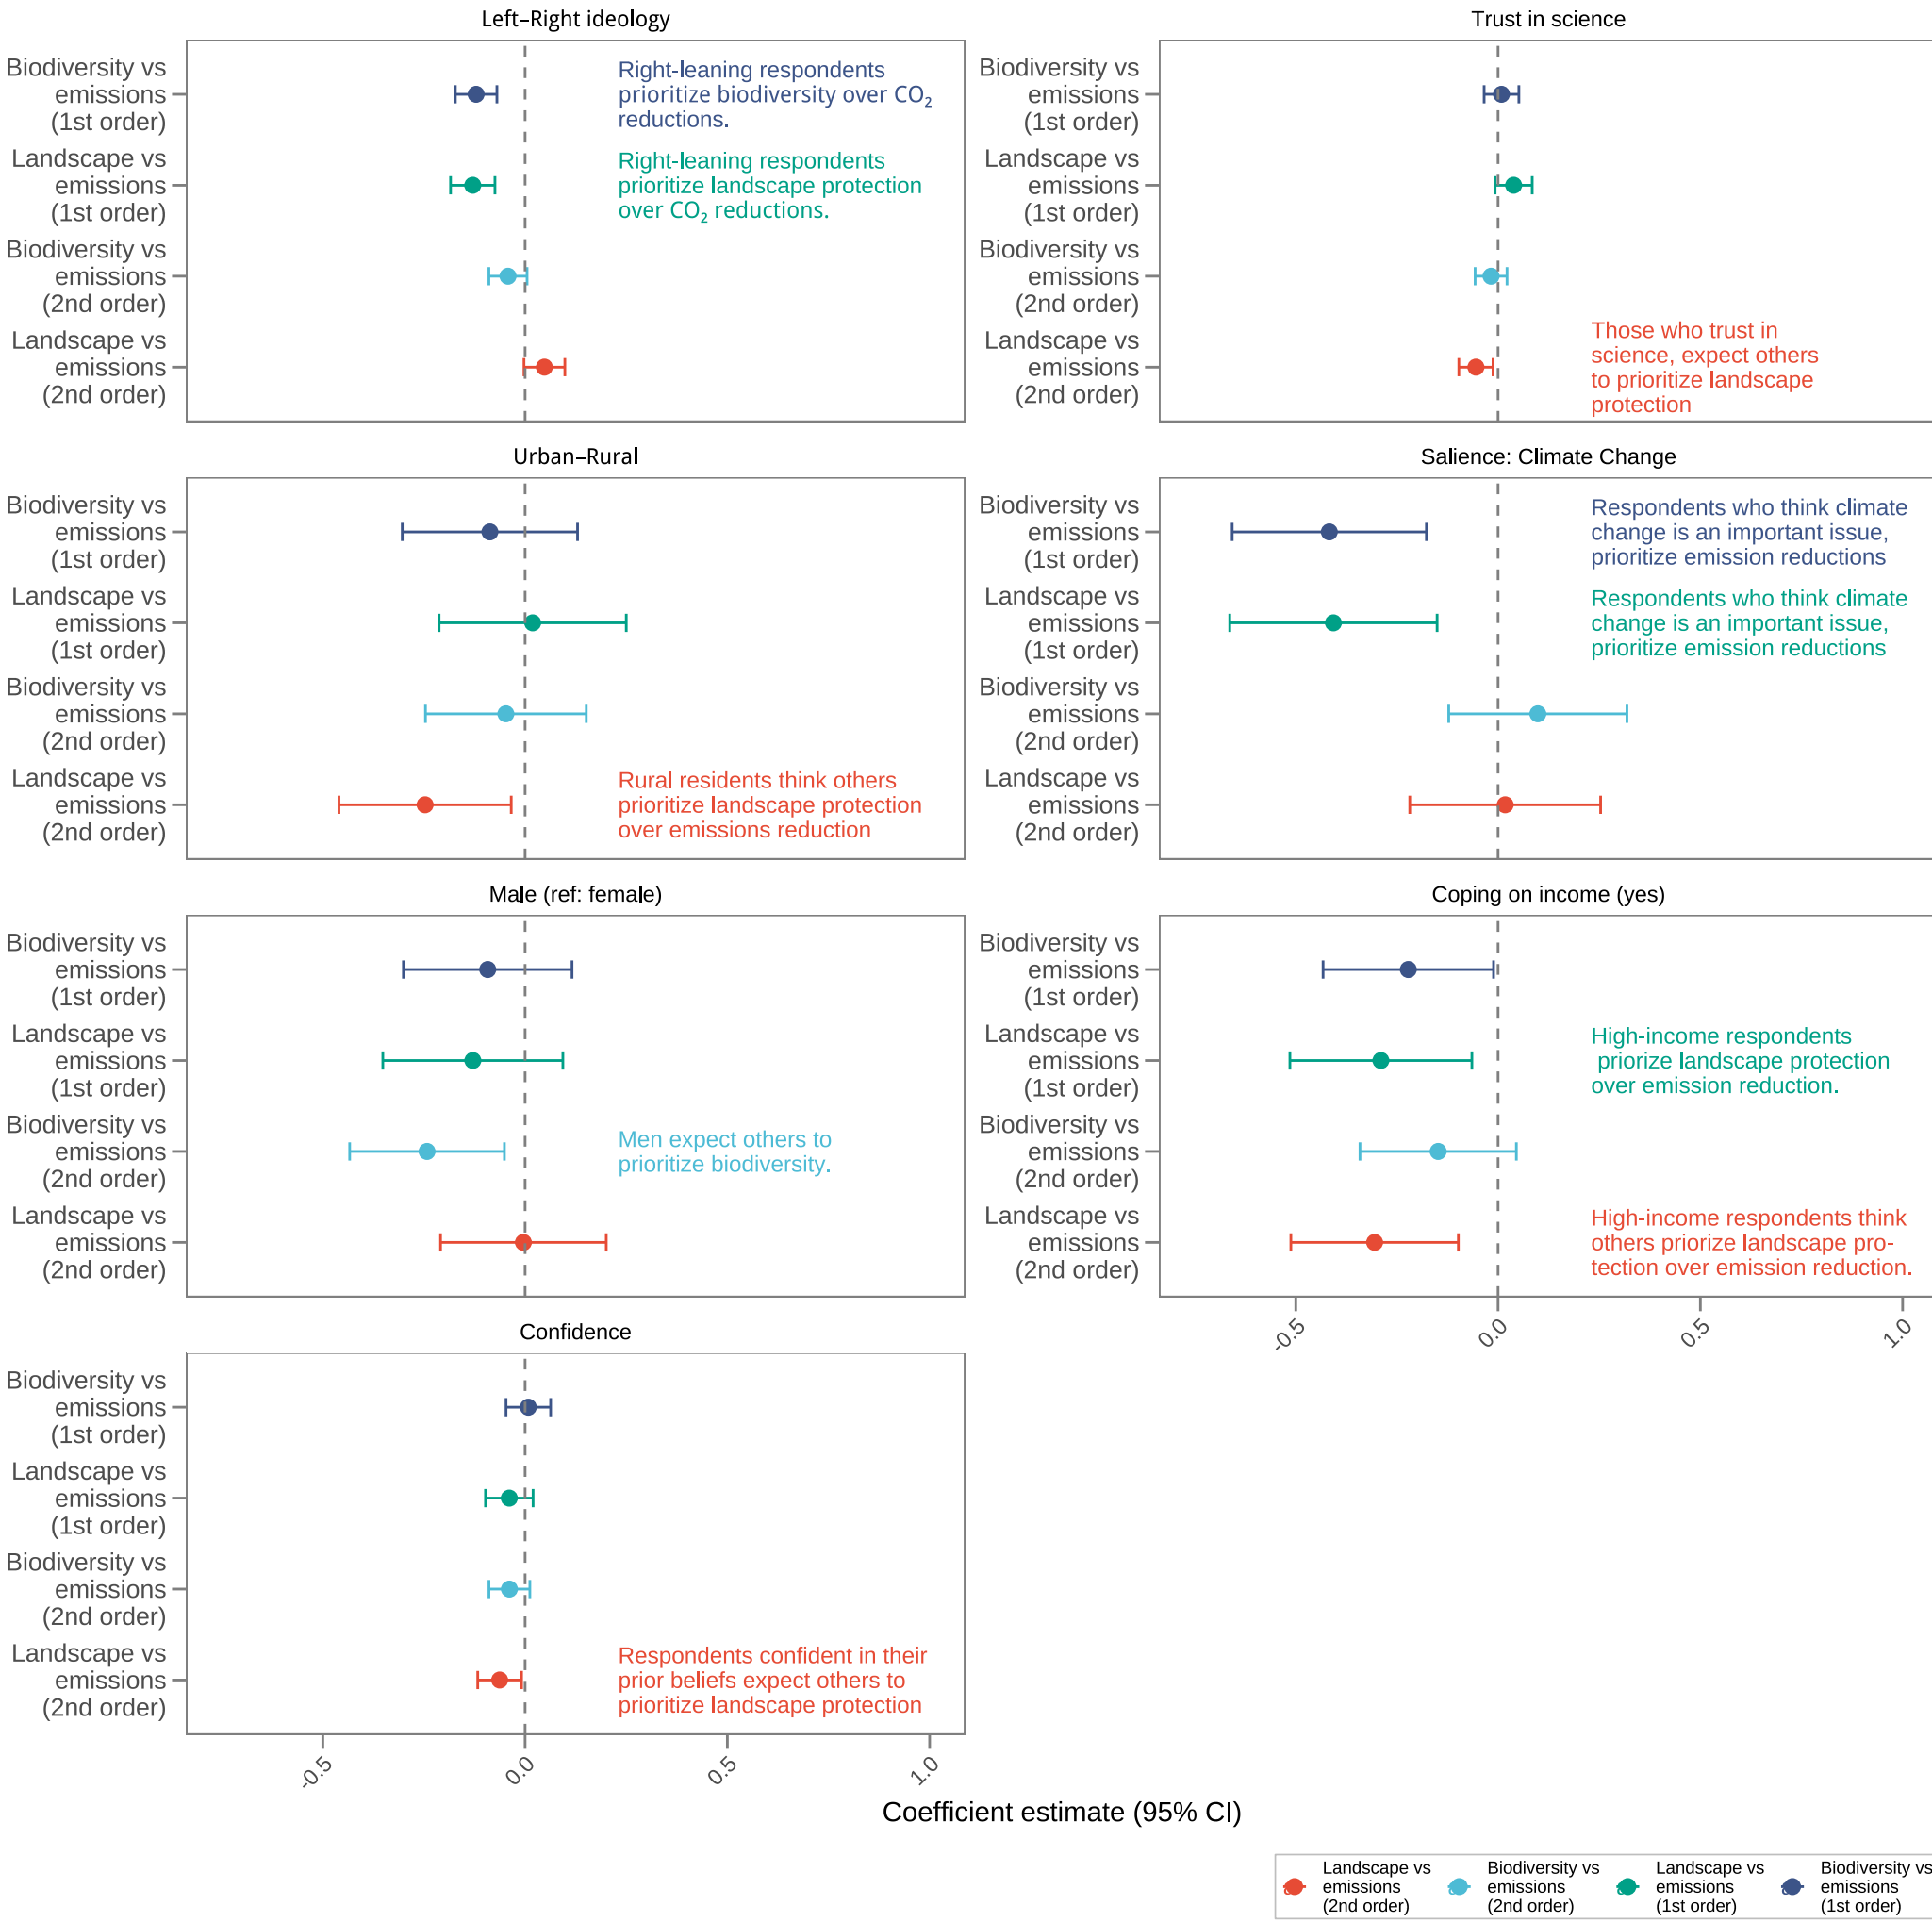 Left–Right ideology
Biodiversity vs
emissions
(1st order)
Landscape vs
emissions
(1st order)
Biodiversity vs
emissions
(2nd order)
Landscape vs
emissions
(2nd order)
Right-leaning respondents
prioritize biodiversity over CO₂
reductions.
Right-leaning respondents
prioritize landscape protection
over CO₂ reductions.
Trust in science
Biodiversity vs
emissions
(1st order)
Landscape vs
emissions
(1st order)
Biodiversity vs
emissions
(2nd order)
Landscape vs
emissions
(2nd order)
Those who trust in
science, expect others
to prioritize landscape
protection
Urban–Rural
Biodiversity vs
emissions
(1st order)
Landscape vs
emissions
(1st order)
Biodiversity vs
emissions
(2nd order)
Landscape vs
emissions
(2nd order)
Rural residents think others
prioritize landscape protection
over emissions reduction
Salience: Climate Change
Biodiversity vs
emissions
(1st order)
Landscape vs
emissions
(1st order)
Biodiversity vs
emissions
(2nd order)
Landscape vs
emissions
(2nd order)
Respondents who think climate
change is an important issue,
prioritize emission reductions
Respondents who think climate
change is an important issue,
prioritize emission reductions
Male (ref: female)
Biodiversity vs
emissions
(1st order)
Landscape vs
emissions
(1st order)
Biodiversity vs
emissions
(2nd order)
Landscape vs
emissions
(2nd order)
Men expect others to
prioritize biodiversity.
Coping on income (yes)
Biodiversity vs
emissions
(1st order)
Landscape vs
emissions
(1st order)
Biodiversity vs
emissions
(2nd order)
Landscape vs
emissions
(2nd order)
High-income respondents
priorize landscape protection
over emission reduction.
High-income respondents think
others priorize landscape pro-
tection over emission reduction.
-0.5 0.0 0.5 1.0
Confidence
Biodiversity vs
emissions
(1st order)
Landscape vs
emissions
(1st order)
Biodiversity vs
emissions
(2nd order)
Landscape vs
emissions
(2nd order)
Respondents confident in their
prior beliefs expect others to
prioritize landscape protection
-0.5 0.0 0.5 1.0
Coefficient estimate (95% CI)
Landscape vs
emissions
(2nd order)
Biodiversity vs
emissions
(2nd order)
Landscape vs
emissions
(1st order)
Biodiversity vs
emissions
(1st order)